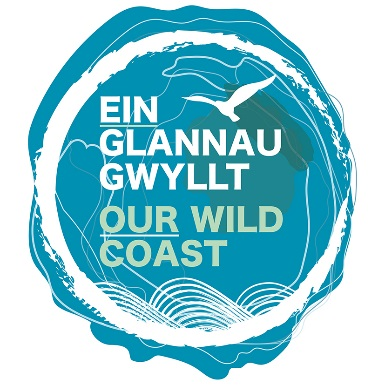 EIN
GLANNAU
GWYLLT
OUR WILD
COAST